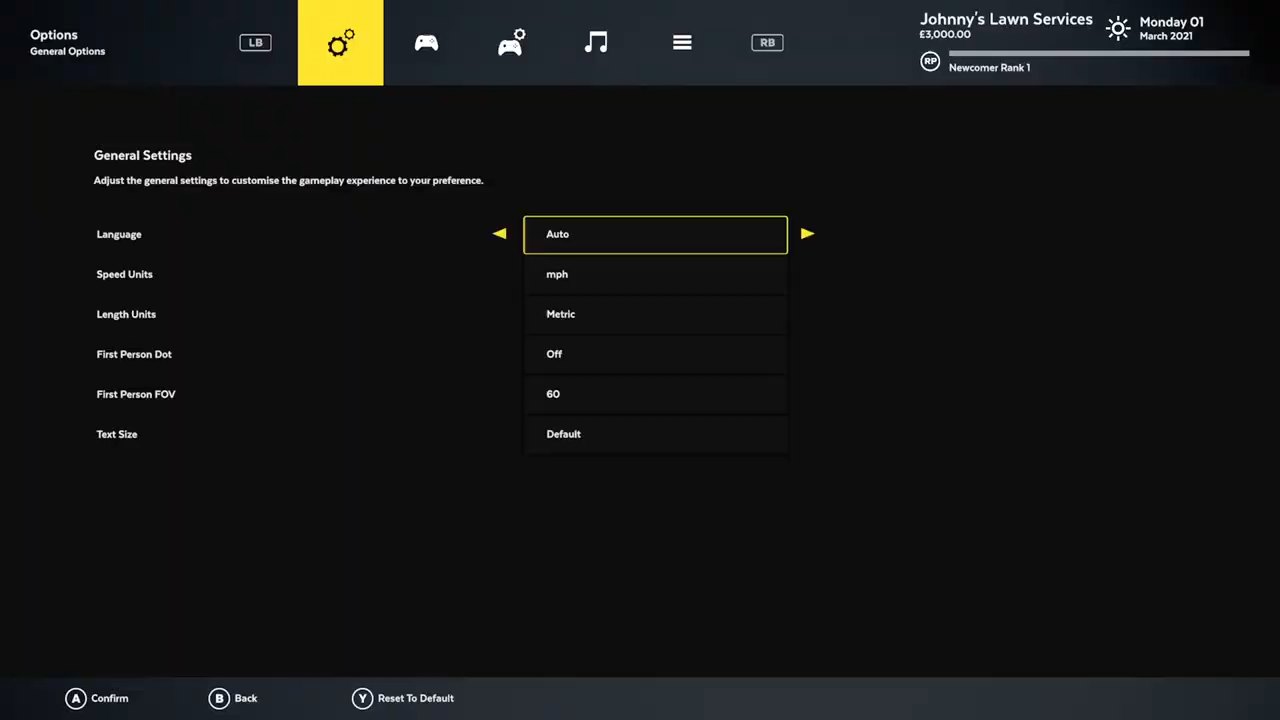 Options
General Options
LB
RB
Johnny's Lawn Services
£3,000.00
Monday 01
March 2021
RP
Newcomer Rank 1
General Settings
Adjust the general settings to customise the gameplay experience to your preference.
Language
Auto
Speed Units
mph
Length Units
Metric
First Person Dot
Off
First Person FOV
60
Text Size
Default
A Confirm
B Back
Y Reset To Default